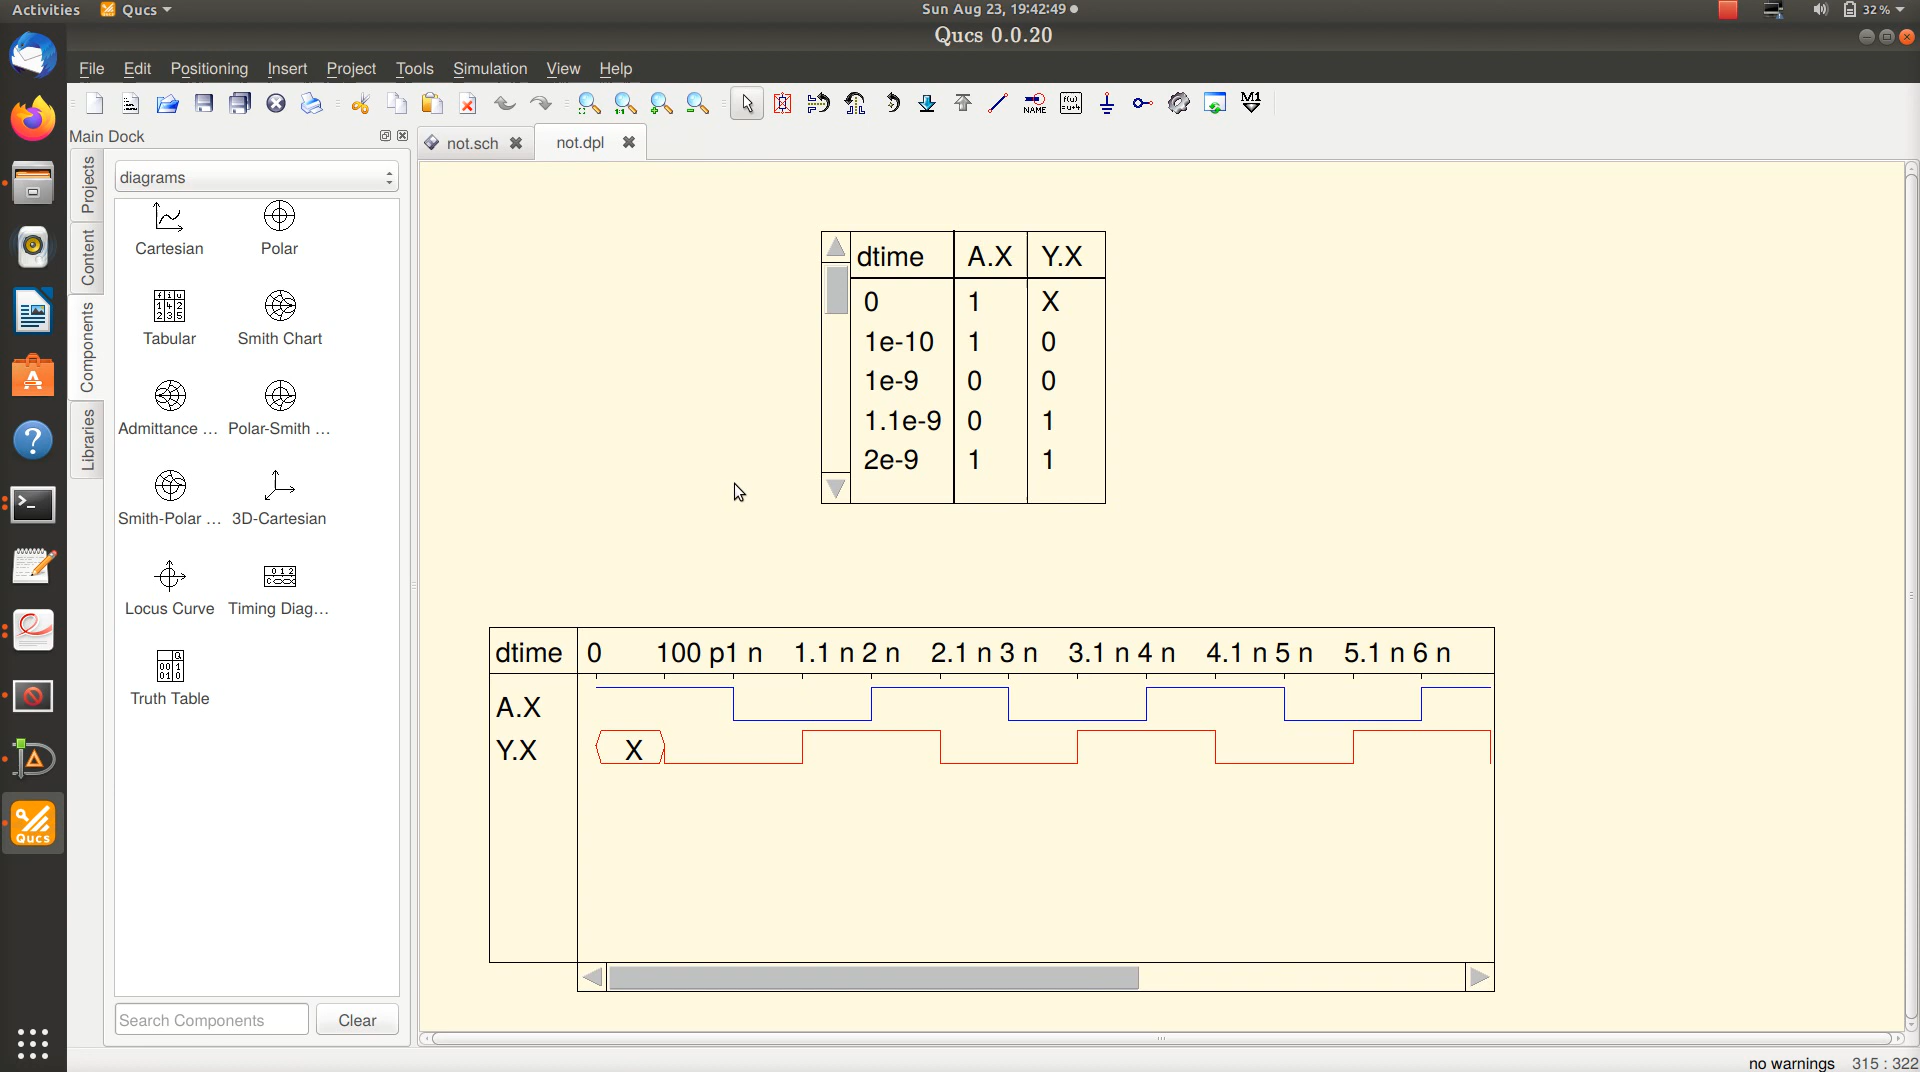 Activities Qucs Sun Aug 23, 19:42:49 32%
Qucs 0.0.20
File Edit Positioning Insert Project Tools Simulation View Help
NAME
M1
Main Dock
not.sch
not.dpl
Projects
Content
Components
Libraries
diagrams
Cartesian Polar
Tabular Smith Chart
Admittance ... Polar-Smith ...
Smith-Polar ... 3D-Cartesian
Locus Curve Timing Diag...
Truth Table
Search Components Clear
dtime A.X Y.X
0 1 X
1e-10 1 0
1e-9 0 0
1.1e-9 0 1
2e-9 1 1
dtime 0 100 p 1 n 1.1 n 2 n 2.1 n 3 n 3.1 n 4 n 4.1 n 5 n 5.1 n 6 n
A.X
Y.X X
Qucs
no warnings 315 : 322